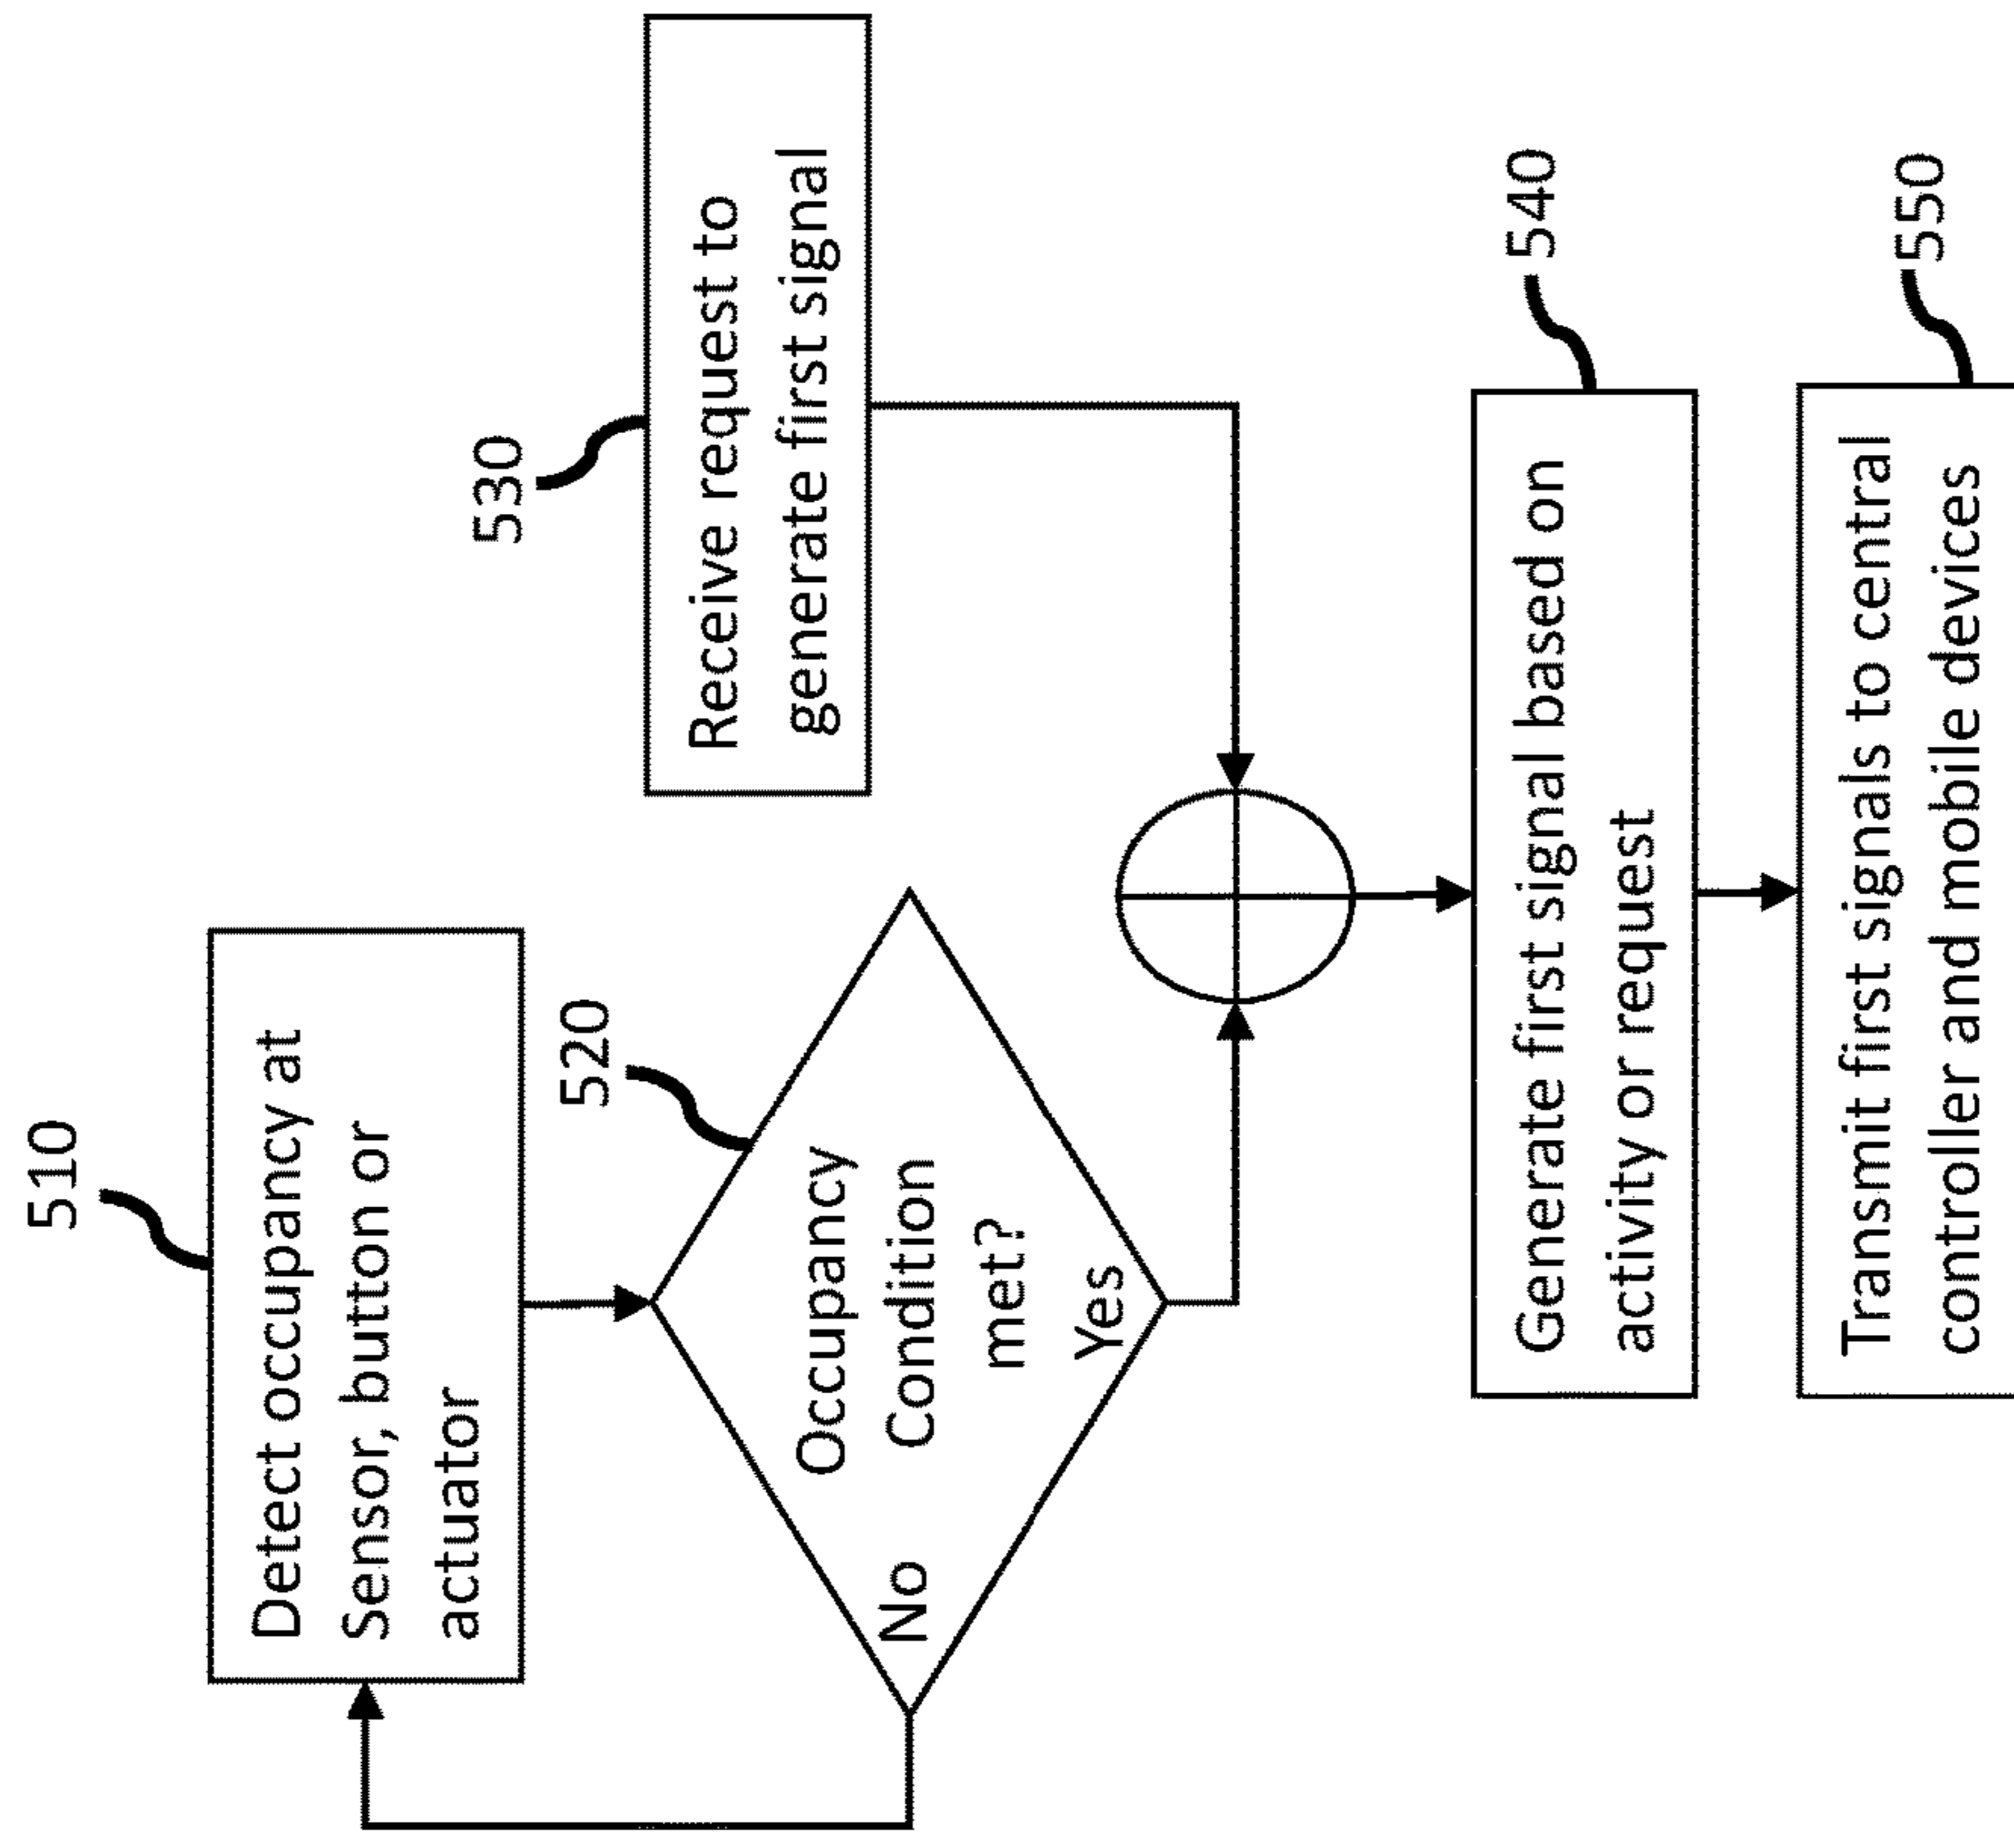 510
Detect occupancy at
Sensor, button or
actuator
520
Occupancy
Condition
met?
No
Yes
530
Receive request to
generate first signal
540
Generate first signal based on
activity or request
550
Transmit first signals to central
controller and mobile devices